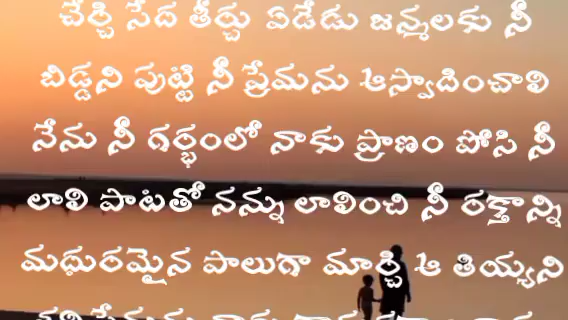 చేర్చి సేద తీర్చు ఏడేడు జన్మలకు నీ
బిడ్డని పుట్టి నీ ప్రేమను ఆస్వాదించాలి
నేను నీ గర్భంలో నాకు ప్రాణం పోసి నీ
లాలి పాటతో నన్ను లాలించి నీ రక్తాన్ని
మధురమైన పాలుగా మార్చి ఆ తియ్యని